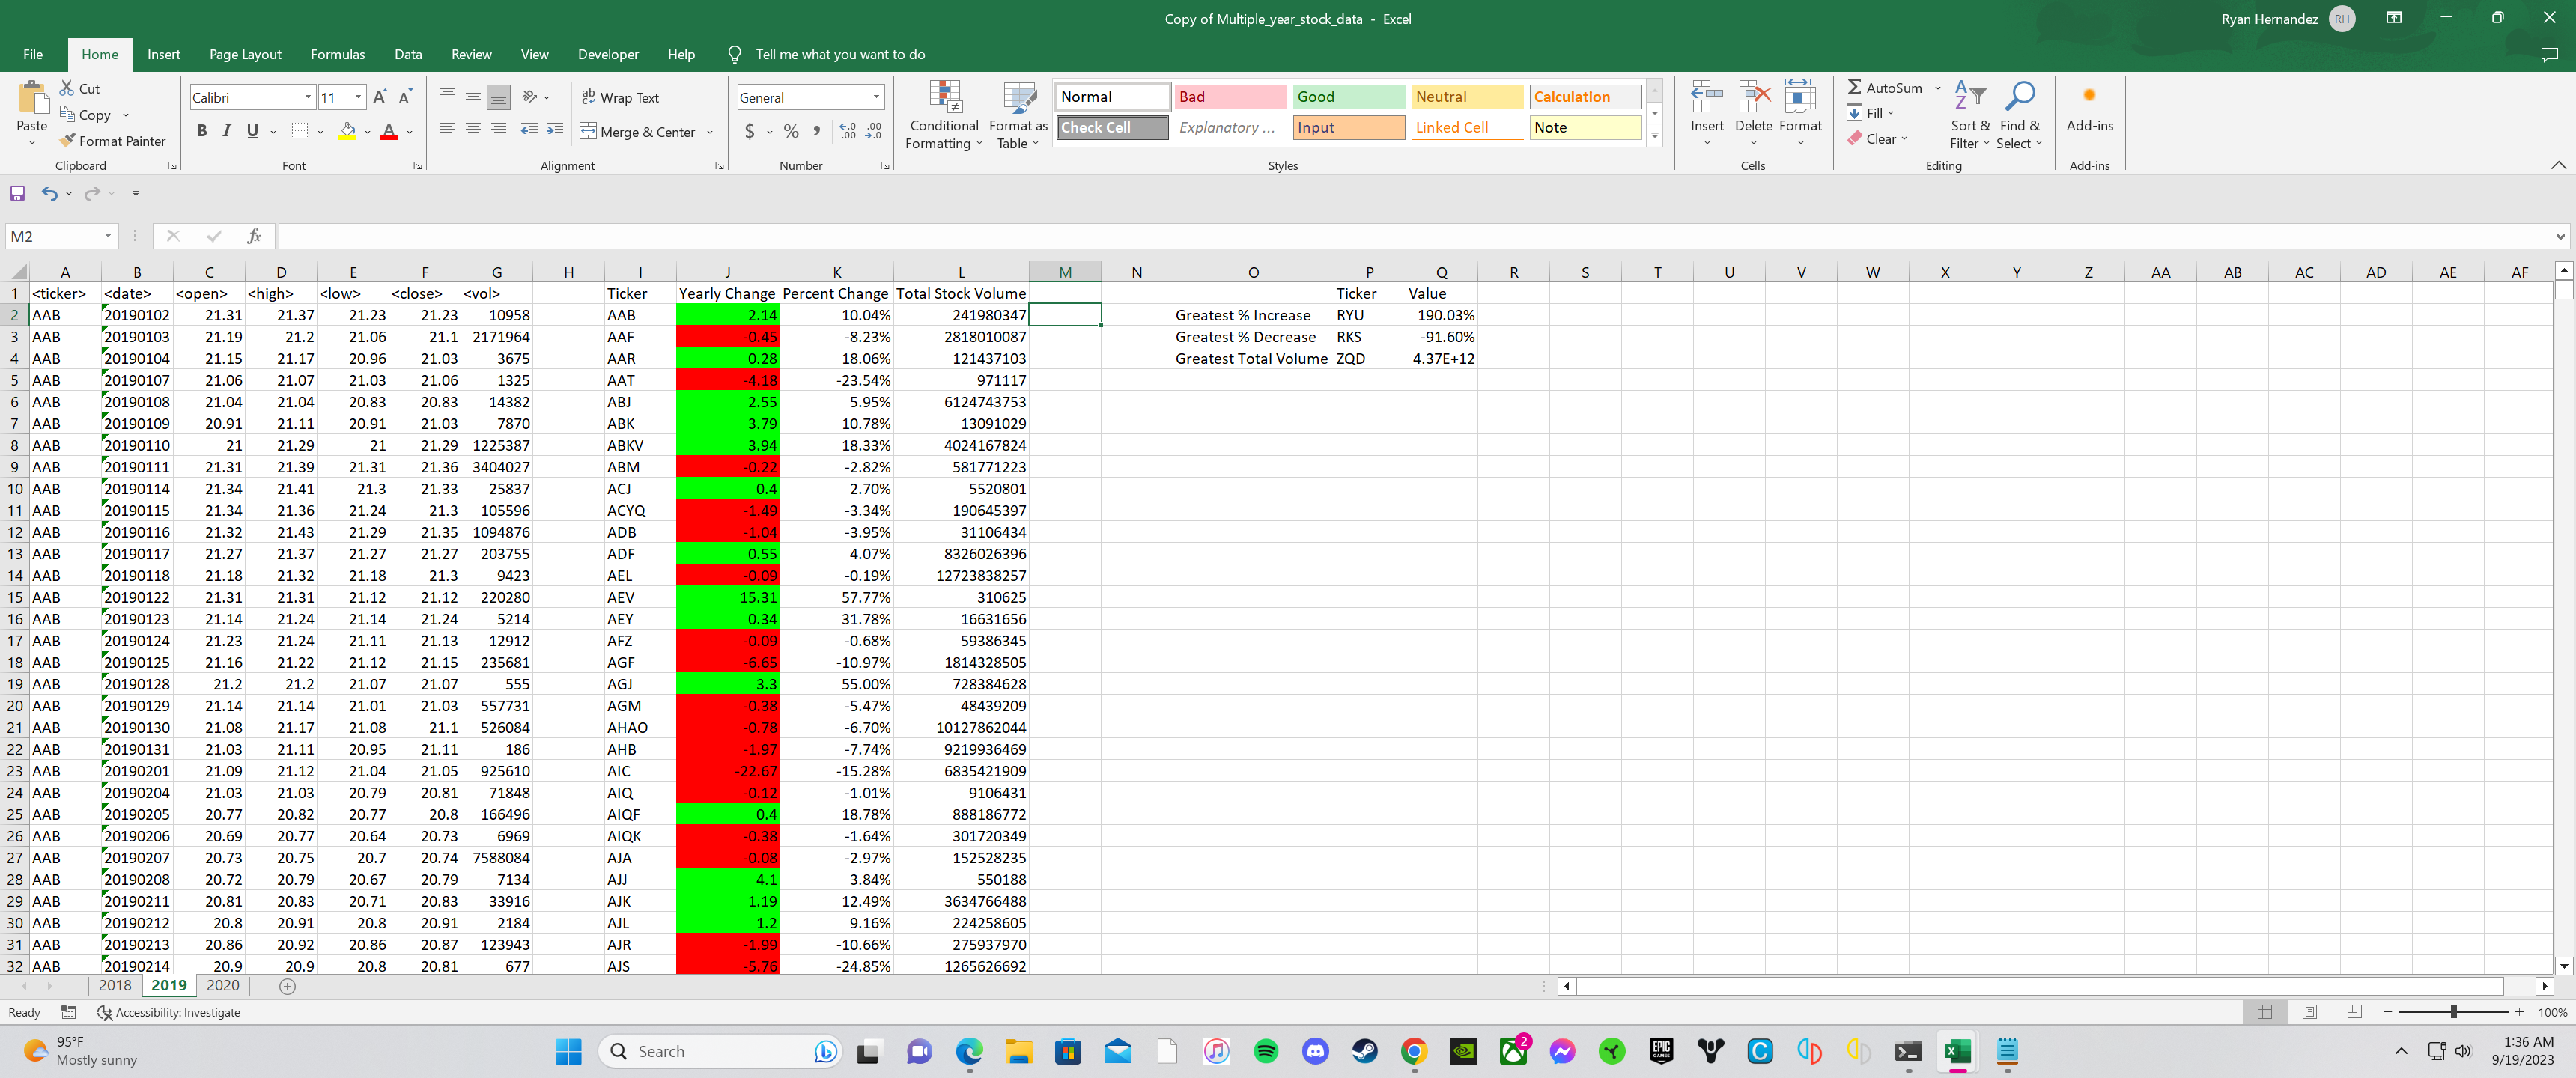 Copy of Multiple_year_stock_data - Excel
Ryan Hernandez RH
File Home Insert Page Layout Formulas Data Review View Developer Help Tell me what you want to do
Cut
Copy
Format Painter
Paste
Clipboard
Calibri 11
B I U
Font
Wrap Text
Merge & Center
Alignment
General
$ % ,
Number
Conditional Formatting
Format as Table
Normal Bad Good Neutral Calculation
Check Cell Explanatory ... Input Linked Cell Note
Styles
Insert Delete Format
Cells
AutoSum
Fill
Clear
Sort & Filter
Find & Select
Editing
Add-ins
Add-ins
M2 fx
A B C D E F G H I J K L M N O P Q R S T U V W X Y Z AA AB AC AD AE AF
1 <ticker> <date> <open> <high> <low> <close> <vol> Ticker Yearly Change Percent Change Total Stock Volume Ticker Value
2 AAB 20190102 21.31 21.37 21.23 21.23 10958 AAB 2.14 10.04% 241980347 Greatest % Increase RYU 190.03%
3 AAB 20190103 21.19 21.2 21.06 21.1 2171964 AAF -0.45 -8.23% 2818010087 Greatest % Decrease RKS -91.60%
4 AAB 20190104 21.15 21.17 20.96 21.03 3675 AAR 0.28 18.06% 121437103 Greatest Total Volume ZQD 4.37E+12
5 AAB 20190107 21.06 21.07 21.03 21.06 1325 AAT -4.18 -23.54% 971117
6 AAB 20190108 21.04 21.04 20.83 20.83 14382 ABJ 2.55 5.95% 6124743753
7 AAB 20190109 20.91 21.11 20.91 21.03 7870 ABK 3.79 10.78% 13091029
8 AAB 20190110 21 21.29 21 21.29 1225387 ABKV 3.94 18.33% 4024167824
9 AAB 20190111 21.31 21.39 21.31 21.36 3404027 ABM -0.22 -2.82% 581771223
10 AAB 20190114 21.34 21.41 21.3 21.33 25837 ACJ 0.4 2.70% 5520801
11 AAB 20190115 21.34 21.36 21.24 21.3 105596 ACYQ -1.49 -3.34% 190645397
12 AAB 20190116 21.32 21.43 21.29 21.35 1094876 ADB -1.04 -3.95% 31106434
13 AAB 20190117 21.27 21.37 21.27 21.27 203755 ADF 0.55 4.07% 8326026396
14 AAB 20190118 21.18 21.32 21.18 21.3 9423 AEL -0.09 -0.19% 12723838257
15 AAB 20190122 21.31 21.31 21.12 21.12 220280 AEV 15.31 57.77% 310625
16 AAB 20190123 21.14 21.24 21.14 21.24 5214 AEY 0.34 31.78% 16631656
17 AAB 20190124 21.23 21.24 21.11 21.13 12912 AFZ -0.09 -0.68% 59386345
18 AAB 20190125 21.16 21.22 21.12 21.15 235681 AGF -6.65 -10.97% 1814328505
19 AAB 20190128 21.2 21.2 21.07 21.07 555 AGJ 3.3 55.00% 728384628
20 AAB 20190129 21.14 21.14 21.01 21.03 557731 AGM -0.38 -5.47% 48439209
21 AAB 20190130 21.08 21.17 21.08 21.1 526084 AHAO -0.78 -6.70% 10127862044
22 AAB 20190131 21.03 21.11 20.95 21.11 186 AHB -1.97 -7.74% 9219936469
23 AAB 20190201 21.09 21.12 21.04 21.05 925610 AIC -22.67 -15.28% 6835421909
24 AAB 20190204 21.03 21.03 20.79 20.81 71848 AIQ -0.12 -1.01% 9106431
25 AAB 20190205 20.77 20.82 20.77 20.8 166496 AIQF 0.4 18.78% 888186772
26 AAB 20190206 20.69 20.77 20.64 20.73 6969 AIQK -0.38 -1.64% 301720349
27 AAB 20190207 20.73 20.75 20.7 20.74 7588084 AJA -0.08 -2.97% 152528235
28 AAB 20190208 20.72 20.79 20.67 20.79 7134 AJJ 4.1 3.84% 550188
29 AAB 20190211 20.81 20.83 20.71 20.83 33916 AJK 1.19 12.49% 3634766488
30 AAB 20190212 20.8 20.91 20.8 20.91 2184 AJL 1.2 9.16% 224258605
31 AAB 20190213 20.86 20.92 20.86 20.87 123943 AJR -1.99 -10.66% 275937970
32 AAB 20190214 20.9 20.9 20.8 20.81 677 AJS -5.76 -24.85% 1265626692
2018 2019 2020
Ready Accessibility: Investigate 100%
95°F
Mostly sunny
Search
EPIC GAMES
2
1:36 AM
9/19/2023